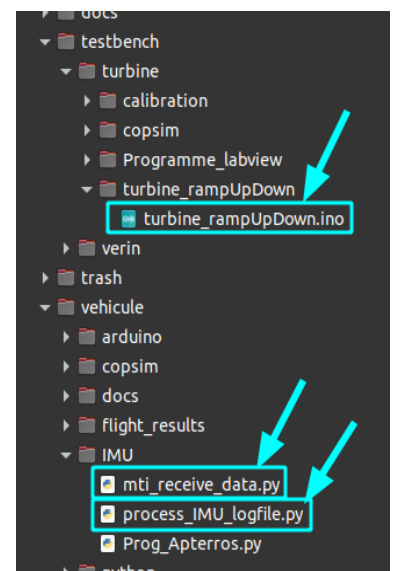 docs
testbench
turbine
calibration
copsim
Programme_labview
turbine_rampUpDown
turbine_rampUpDown.ino
verin
trash
vehicule
arduino
copsim
docs
flight_results
IMU
mti_receive_data.py
process_IMU_logfile.py
Prog_Apterros.py
python